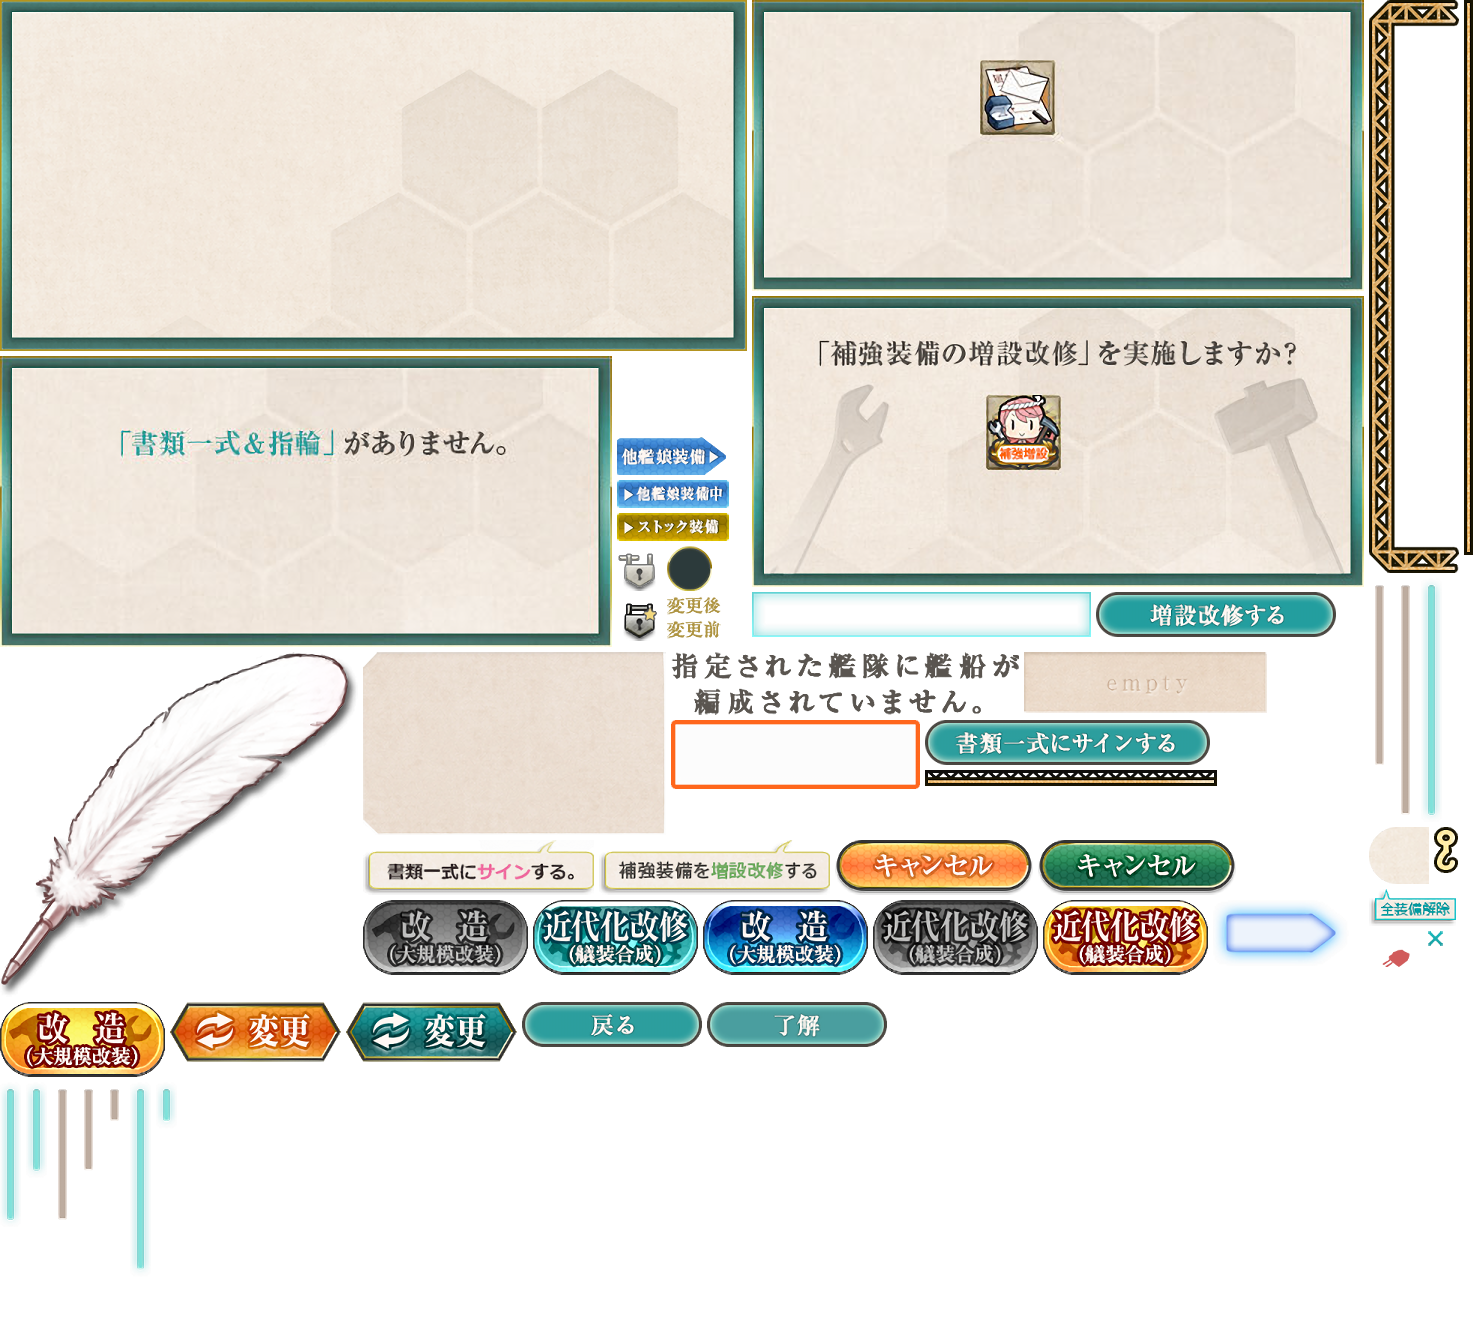 「補強装備の増設改修」を実施しますか?
補強増設
「書類一式&指輪」がありません。
他艦娘装備▶
▶他艦娘装備中
▶ストック装備
変更後
変更前
増設改修する
指定された艦隊に艦船が
編成されていません。
empty
書類一式にサインする
書類一式にサインする。
補強装備を増設改修する
キャンセル
キャンセル
改 造
(大規模改装)
近代化改修
(艤装合成)
改 造
(大規模改装)
近代化改修
(艤装合成)
近代化改修
(艤装合成)
全装備解除
改 造
(大規模改装)
変更
変更
戻る
了解